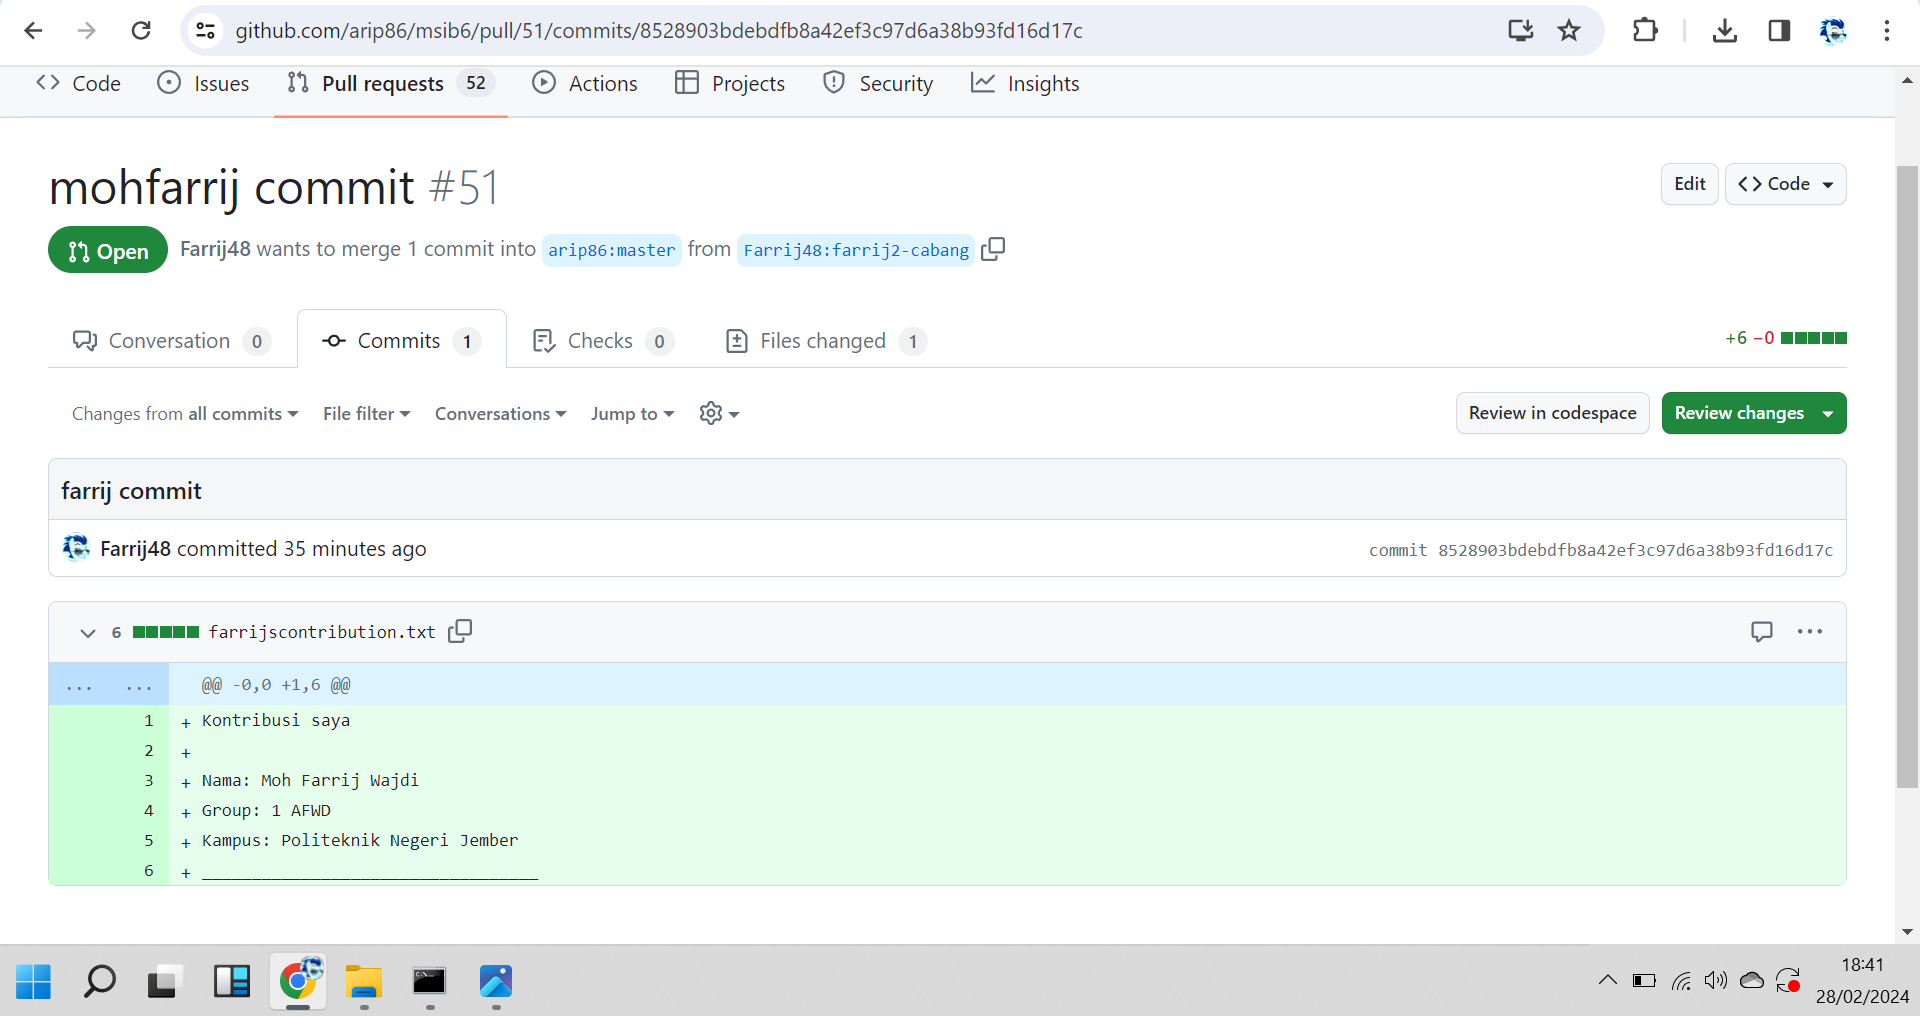 github.com/arip86/msib6/pull/51/commits/8528903bdebdfb8a42ef3c97d6a38b93fd16d17c
Code Issues Pull requests 52 Actions Projects Security Insights
mohfarrij commit #51
Edit Code
Open Farrij48 wants to merge 1 commit into arip86:master from Farrij48:farrij2-cabang
Conversation 0 Commits 1 Checks 0 Files changed 1 +6 −0
Changes from all commits File filter Conversations Jump to Review in codespace Review changes
farrij commit
Farrij48 committed 35 minutes ago commit 8528903bdebdfb8a42ef3c97d6a38b93fd16d17c
6 farrijscontribution.txt
... ... @@ -0,0 +1,6 @@
1 + Kontribusi saya
2 +
3 + Nama: Moh Farrij Wajdi
4 + Group: 1 AFWD
5 + Kampus: Politeknik Negeri Jember
6 + __________________________________
18:41
28/02/2024